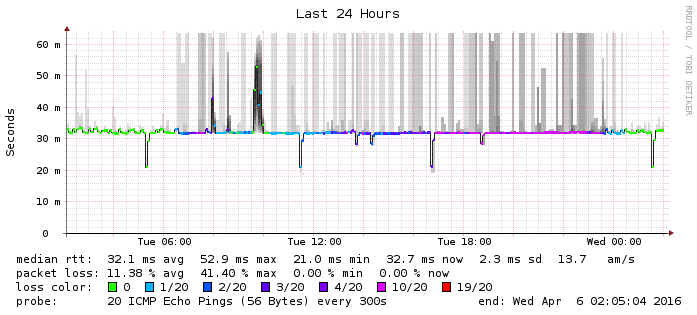 Last 24 Hours
RRDTOOL / TOBI OETIKER
Seconds
60 m
50 m
40 m
30 m
20 m
10 m
0
Tue 06:00 Tue 12:00 Tue 18:00 Wed 00:00
median rtt: 32.1 ms avg 52.9 ms max 21.0 ms min 32.7 ms now 2.3 ms sd 13.7 am/s
packet loss: 11.38 % avg 41.40 % max 0.00 % min 0.00 % now
loss color: 0 1/20 2/20 3/20 4/20 10/20 19/20
probe: 20 ICMP Echo Pings (56 Bytes) every 300s end: Wed Apr 6 02:05:04 2016